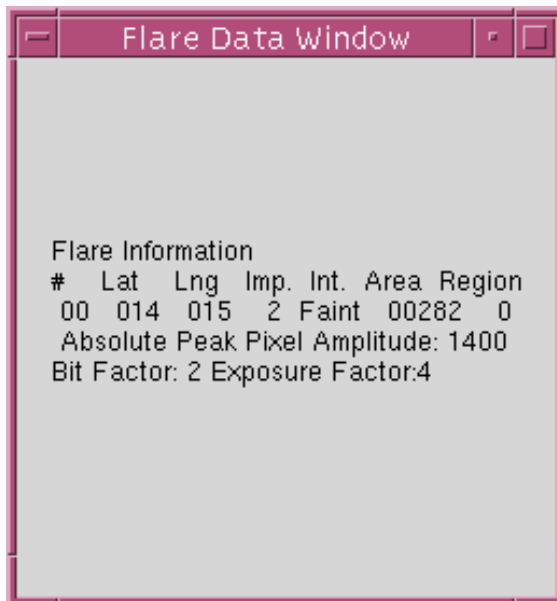 Flare Data Window
Flare Information
# Lat Lng Imp. Int. Area Region
00 014 015 2 Faint 00282 0
Absolute Peak Pixel Amplitude: 1400
Bit Factor: 2 Exposure Factor:4